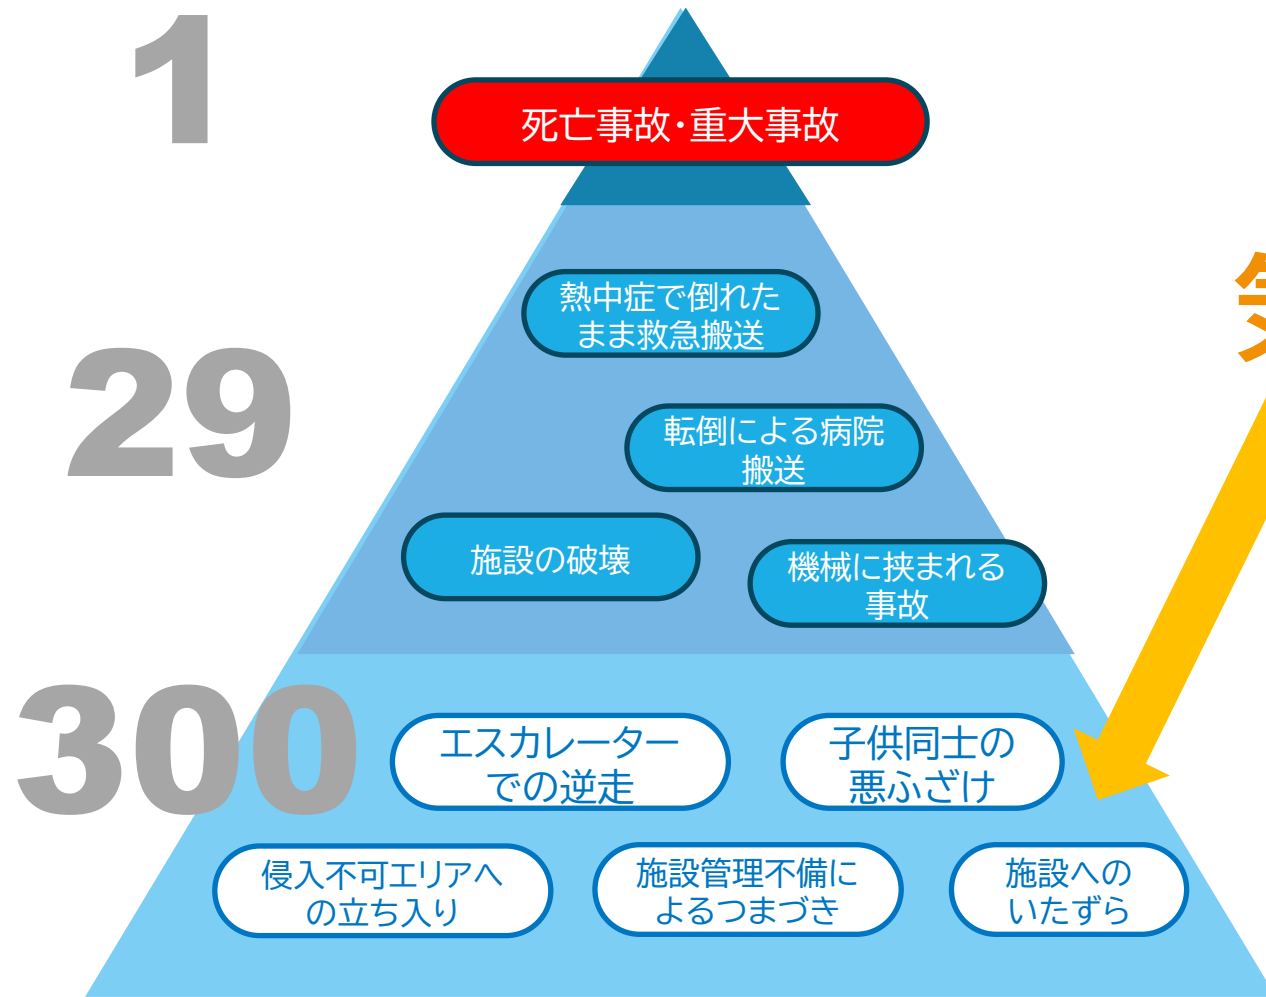 1
死亡事故・重大事故
熱中症で倒れた
まま救急搬送
29
転倒による病院
搬送
施設の破壊
機械に挟まれる
事故
300
エスカレーター
での逆走
子供同士の
悪ふざけ
侵入不可エリアへ
の立ち入り
施設管理不備に
よるつまづき
施設への
いたずら